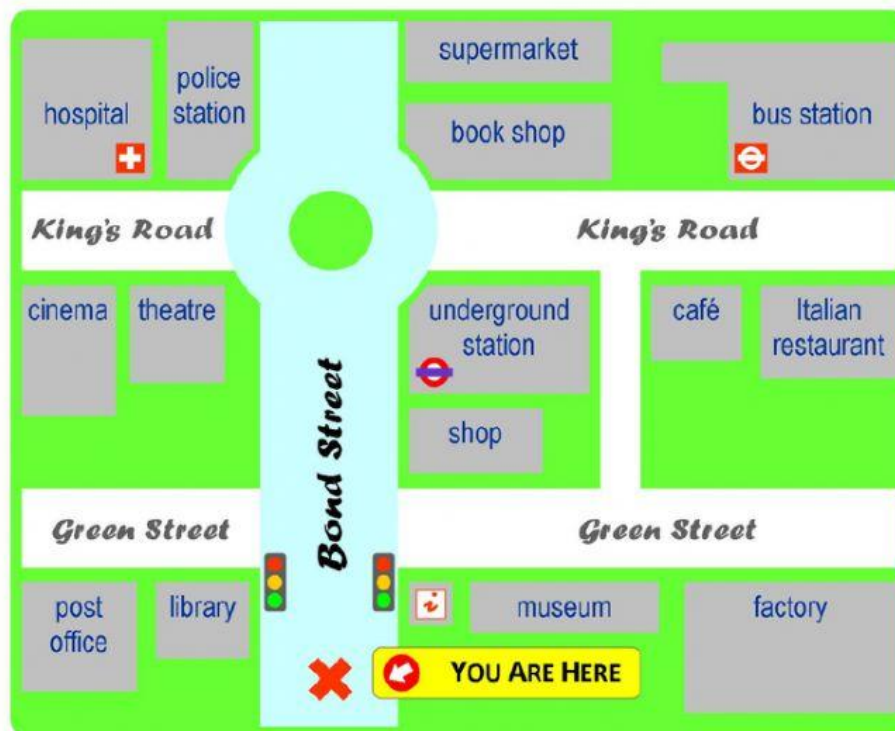 supermarket
police
station
hospital
book shop
bus station
King's Road
King's Road
cinema
theatre
underground
station
café
Italian
restaurant
Bond Street
shop
Green Street
Green Street
post
office
library
i
museum
factory
YOU ARE HERE